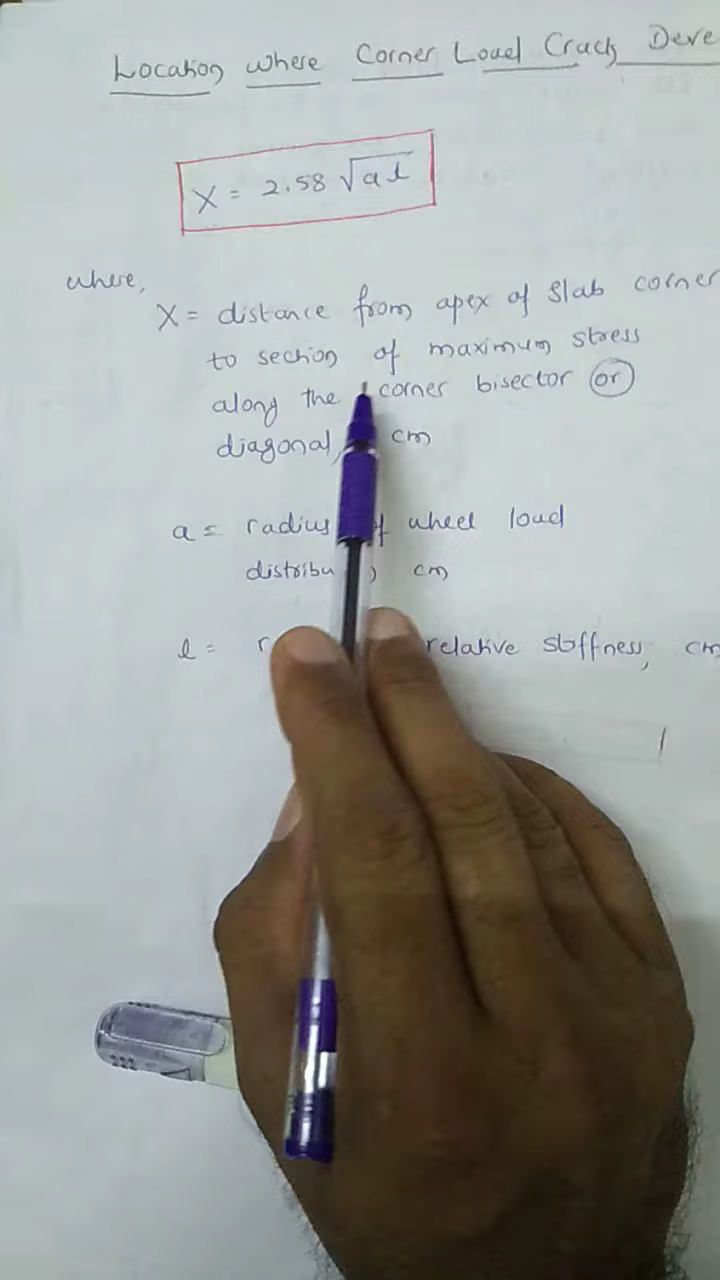 Location where Corner Load Crack Deve
X = 2.58 √al
where,
X = distance from apex of slab corner
to section of maximum stress
along the corner bisector or
diagonal, cm
a = radius of wheel load
distribu cm
l = r relative stiffness, cm